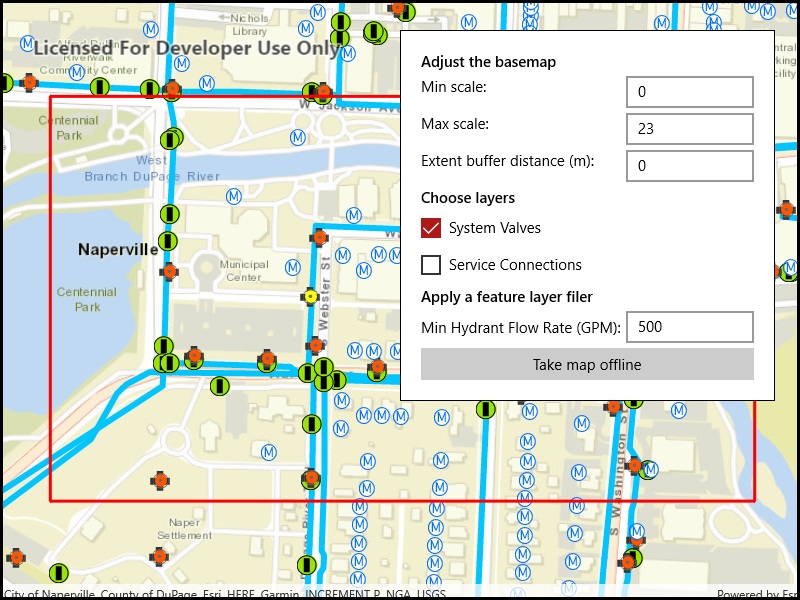 Nichols
Library
Licensed For Developer Use Only
Riverwalk
Community Center
W Jackson Ave
Centennial
Park
West
Branch DuPage River
Naperville
Municipal
Center
Centennial
Park
S Webster St
Adjust the basemap
Min scale:
0
Max scale:
23
Extent buffer distance (m):
0
Choose layers
System Valves
Service Connections
Apply a feature layer filer
Min Hydrant Flow Rate (GPM):
500
Take map offline
S Washington St
Naper
Settlement
City of Naperville, County of DuPage, Esri, HERE, Garmin, INCREMENT P, NGA, USGS
Powered by Esri